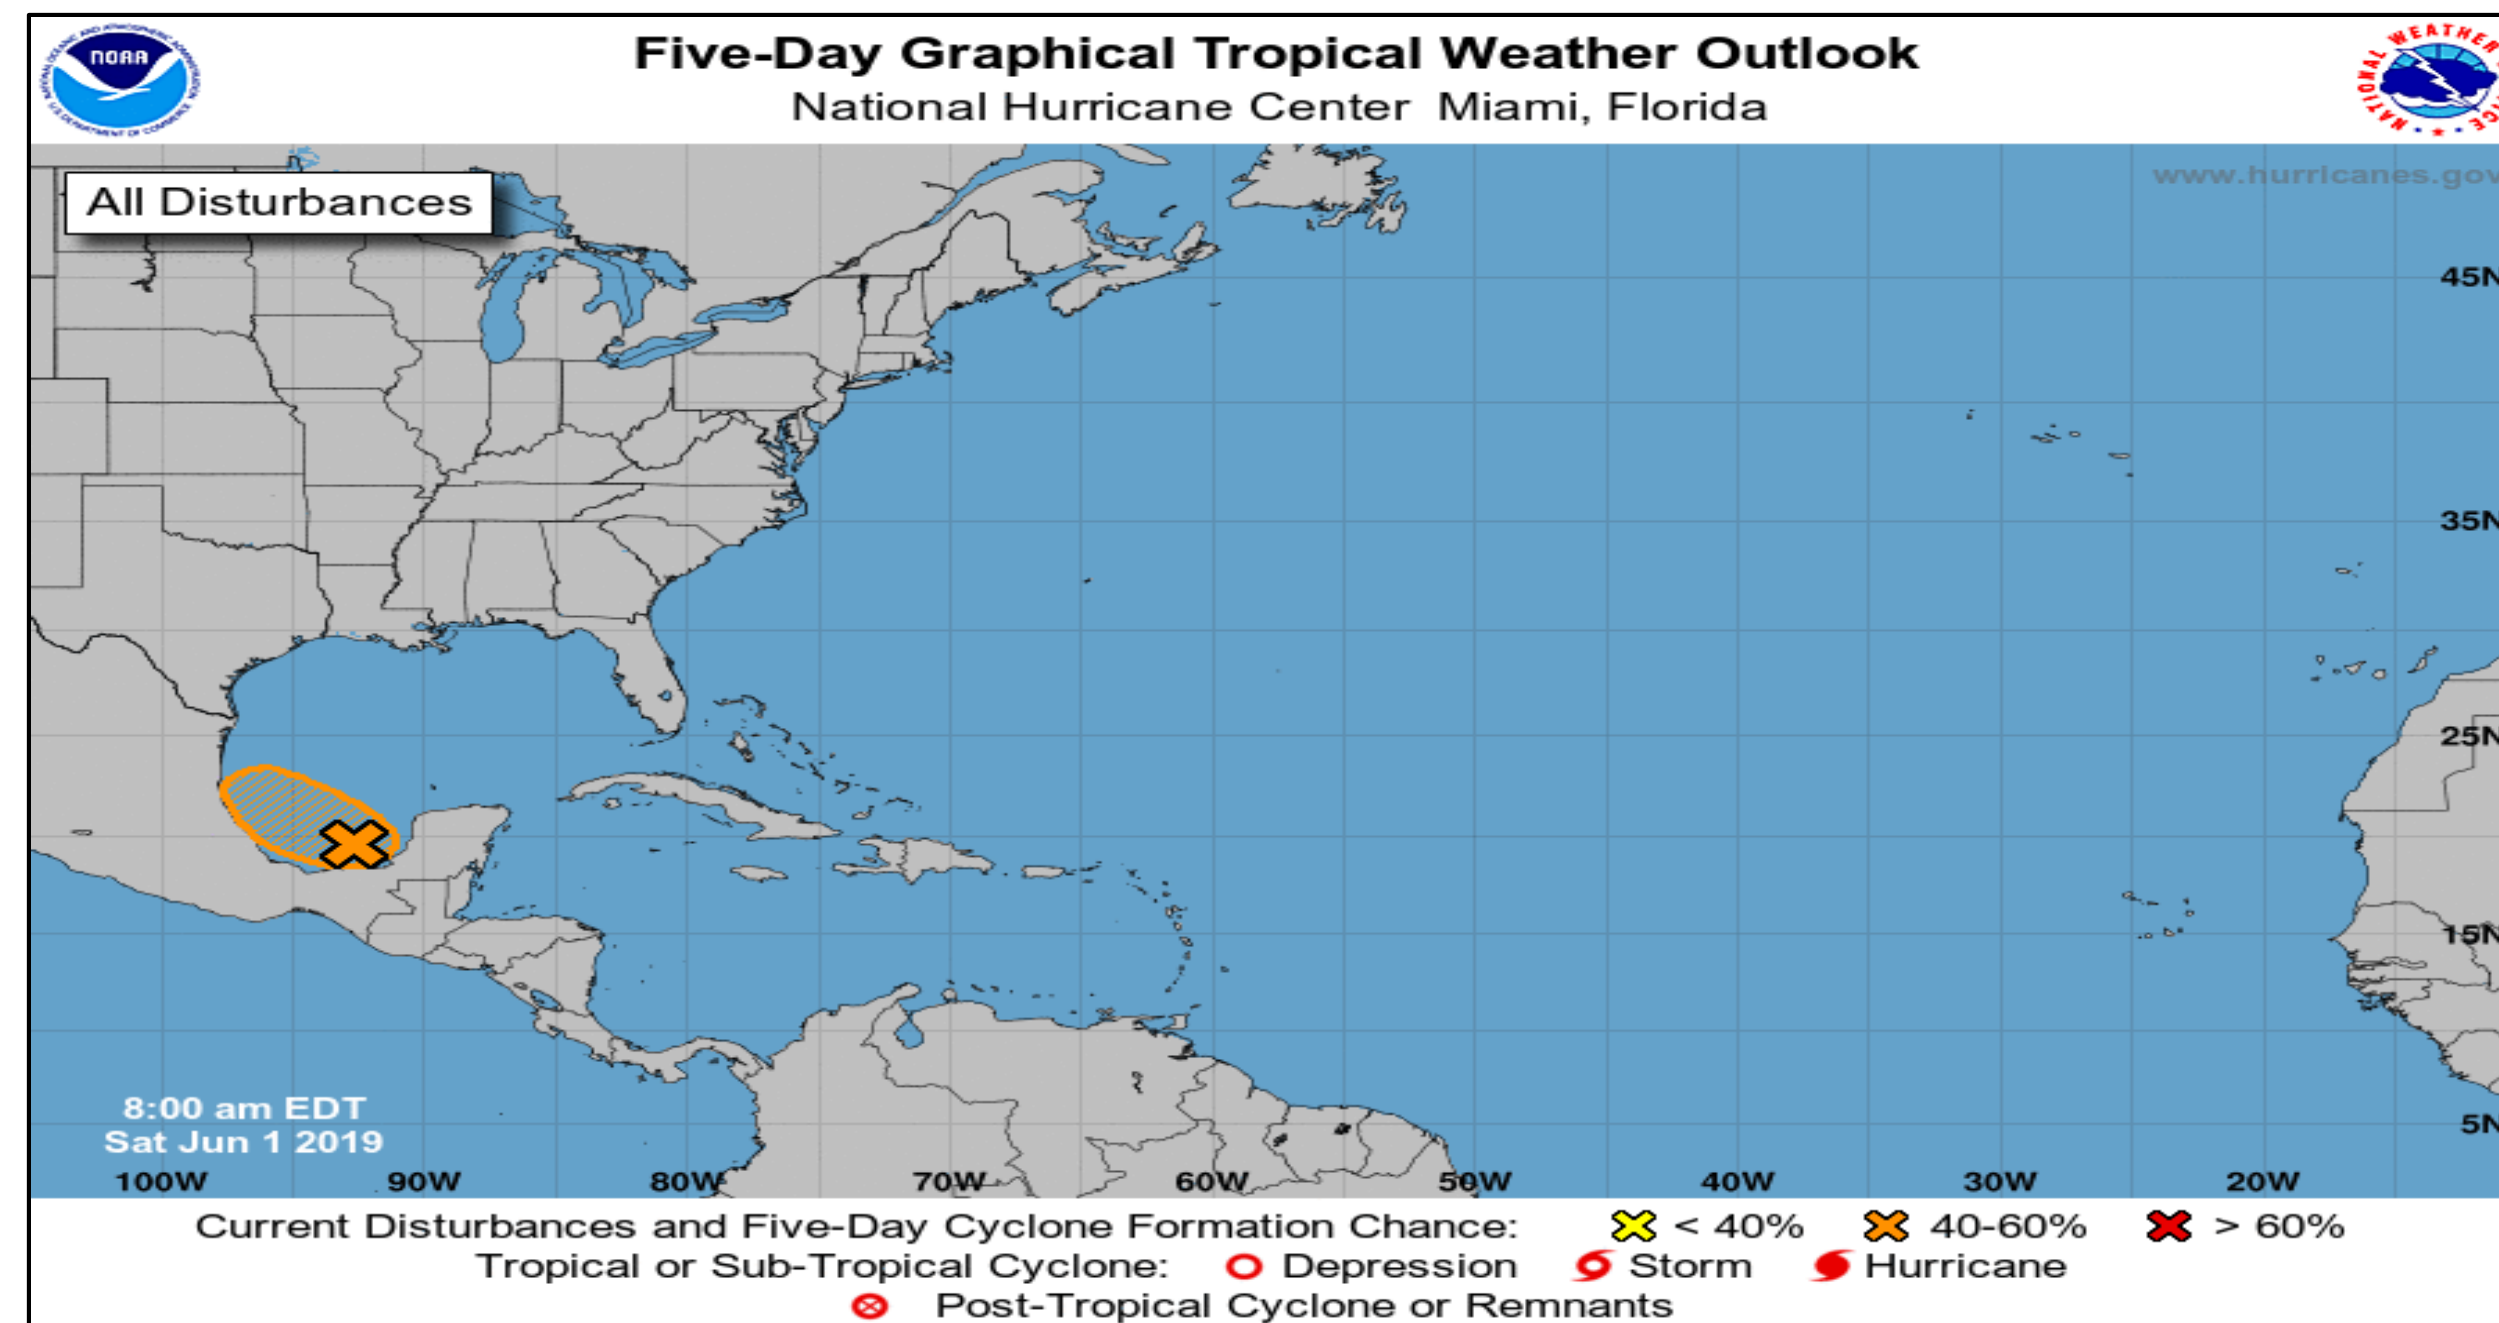 Five-Day Graphical Tropical Weather Outlook
National Hurricane Center Miami, Florida
NOAA
NATIONAL WEATHER
All Disturbances
www.hurricanes.gov
45N
35N
25N
15N
5N
8:00 am EDT
Sat Jun 1 2019
100W 90W 80W 70W 60W 50W 40W 30W 20W
Current Disturbances and Five-Day Cyclone Formation Chance: < 40% 40-60% > 60%
Tropical or Sub-Tropical Cyclone: Depression Storm Hurricane
Post-Tropical Cyclone or Remnants